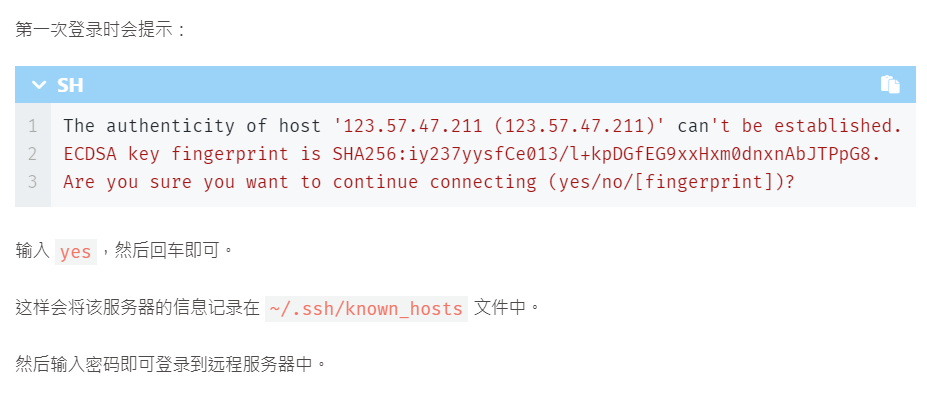 第一次登录时会提示：
SH
1 The authenticity of host '123.57.47.211 (123.57.47.211)' can't be established.
2 ECDSA key fingerprint is SHA256:iy237yysfCe013/l+kpDGfEG9xxHxm0dnxnAbJTPpG8.
3 Are you sure you want to continue connecting (yes/no/[fingerprint])?
输入 yes，然后回车即可。
这样会将该服务器的信息记录在 ~/.ssh/known_hosts 文件中。
然后输入密码即可登录到远程服务器中。